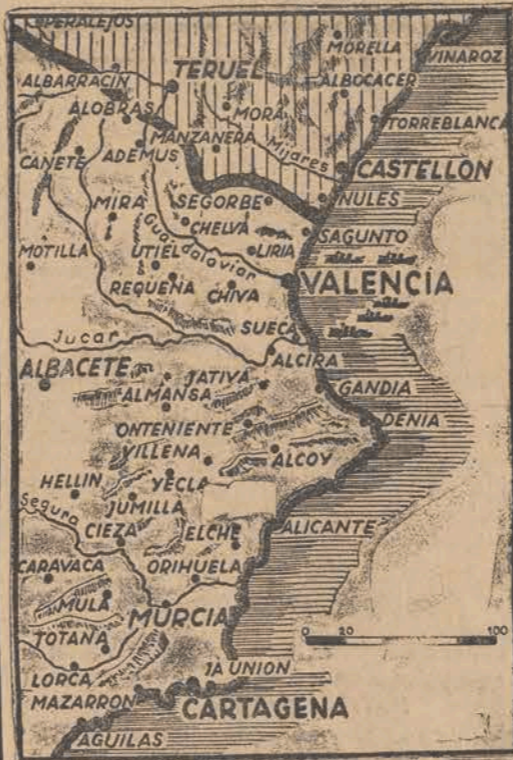 PERALEJOS
MORELLA
VINAROZ
ALBARRACIN
TERUEL
ALBOCACER
ALOBRAS
MORA
TORREBLANCA
MANZANERA
Mijares
CAÑETE
ADEMUS
CASTELLON
MIRA
SEGORBE
NULES
CHELVA
SAGUNTO
MOTILLA
UTIEL
Guadalaviar
LIRIA
VALENCIA
REQUENA
CHIVA
SUECA
Jucar
ALCIRA
ALBACETE
JATIVA
GANDIA
ALMANSA
DENIA
ONTENIENTE
VILLENA
ALCOY
HELLIN
YECLA
Segura
JUMILLA
CIEZA
ELCHE
ALICANTE
CARAVACA
ORIHUELA
MULA
MURCIA
TOTANA
0 20 100
LORCA
LA UNION
MAZARRON
CARTAGENA
AGUILAS